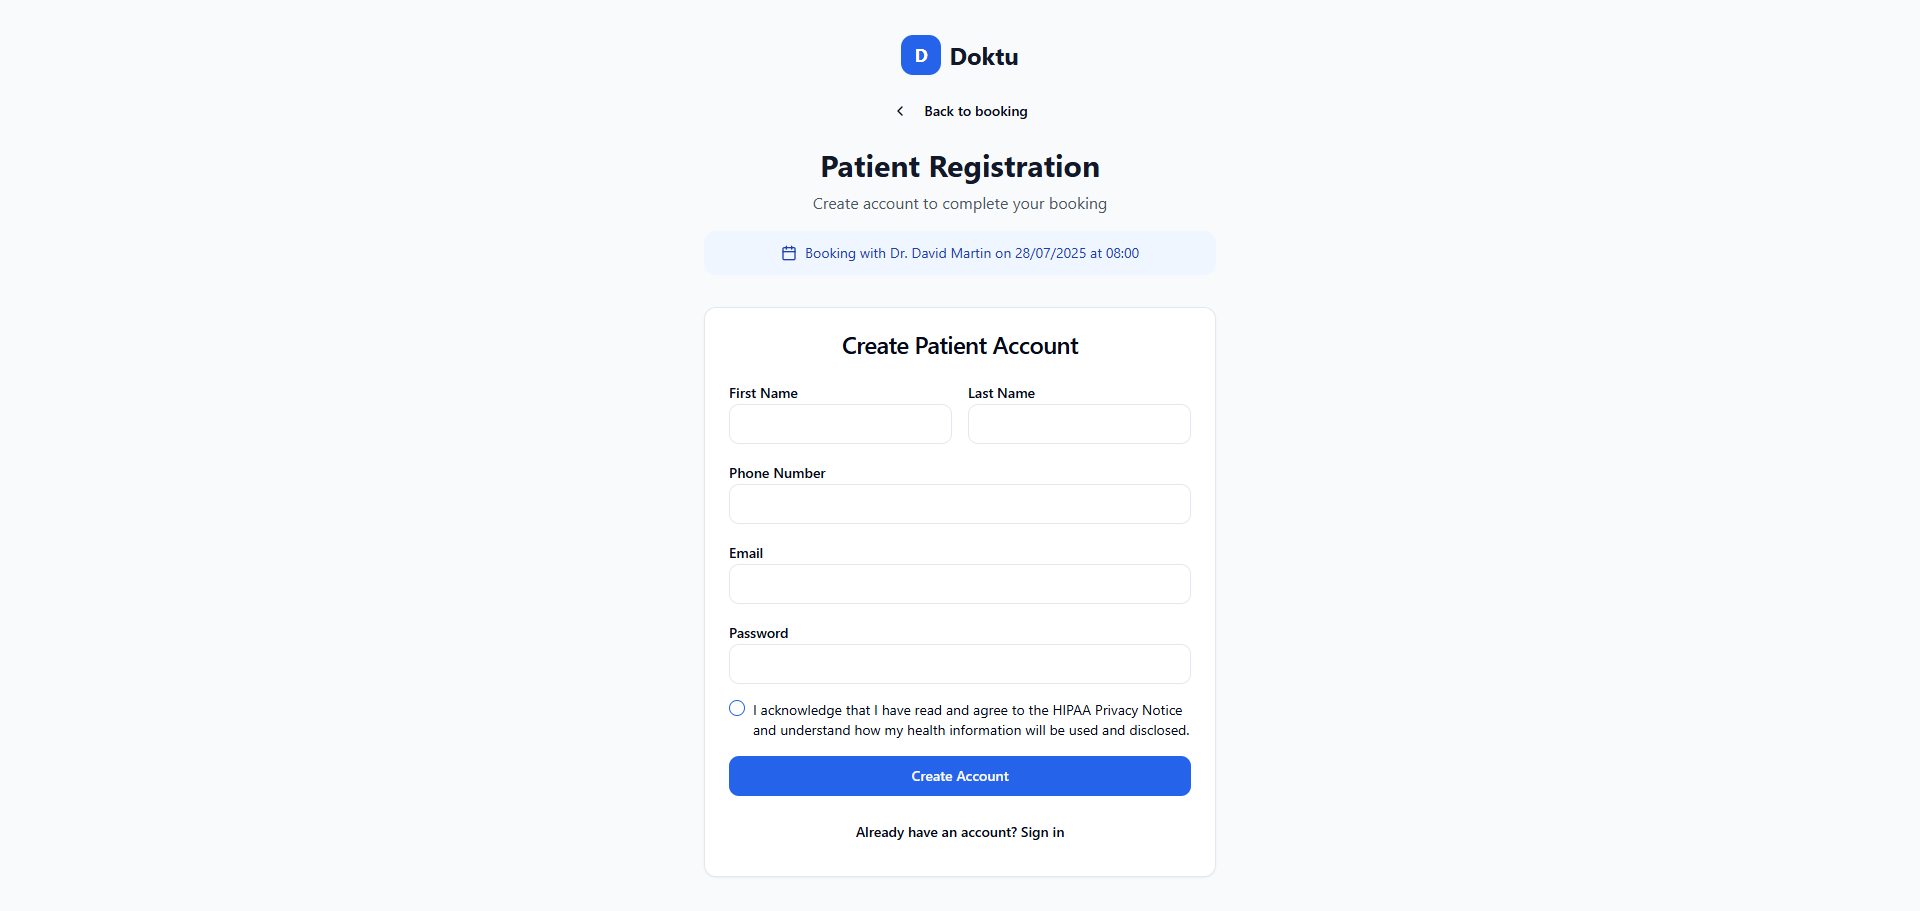 D Doktu
Back to booking
Patient Registration
Create account to complete your booking
Booking with Dr. David Martin on 28/07/2025 at 08:00
Create Patient Account
First Name Last Name
Phone Number
Email
Password
I acknowledge that I have read and agree to the HIPAA Privacy Notice
and understand how my health information will be used and disclosed.
Create Account
Already have an account? Sign in